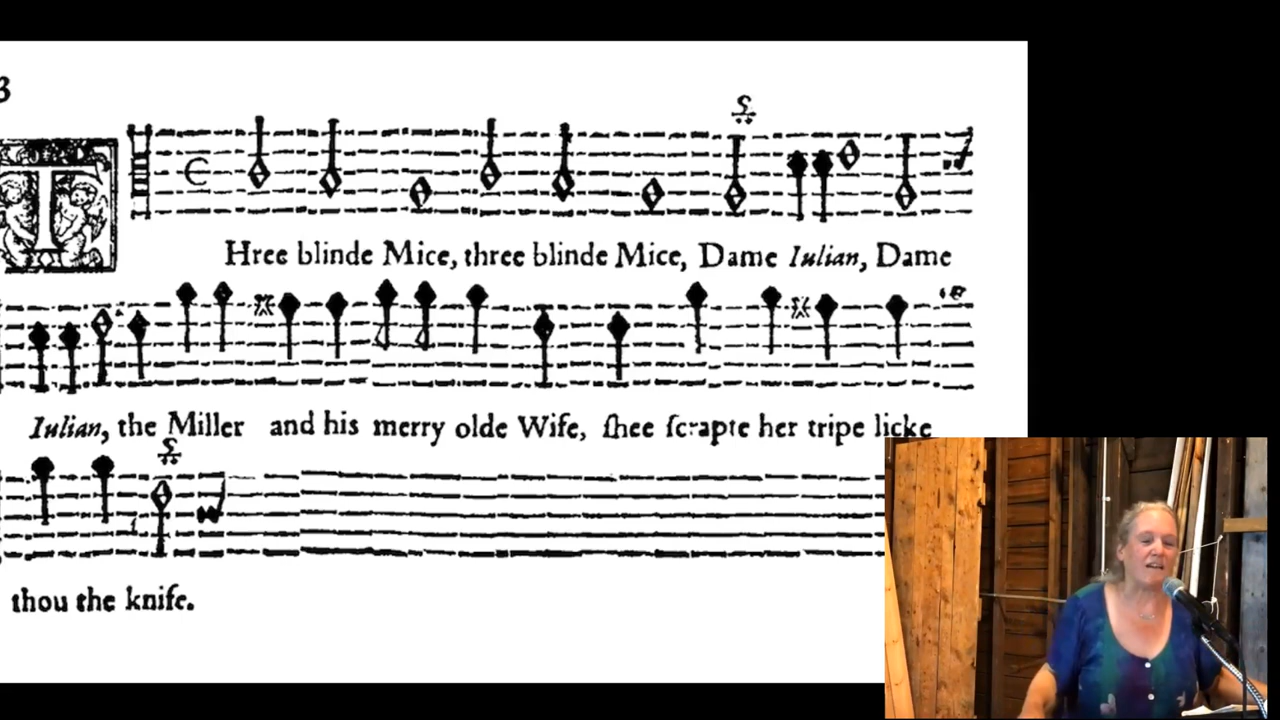 3
THree blinde Mice, three blinde Mice, Dame Iulian, Dame
Iulian, the Miller and his merry olde Wife, ſhee ſcrapte her tripe licke
thou the knife.